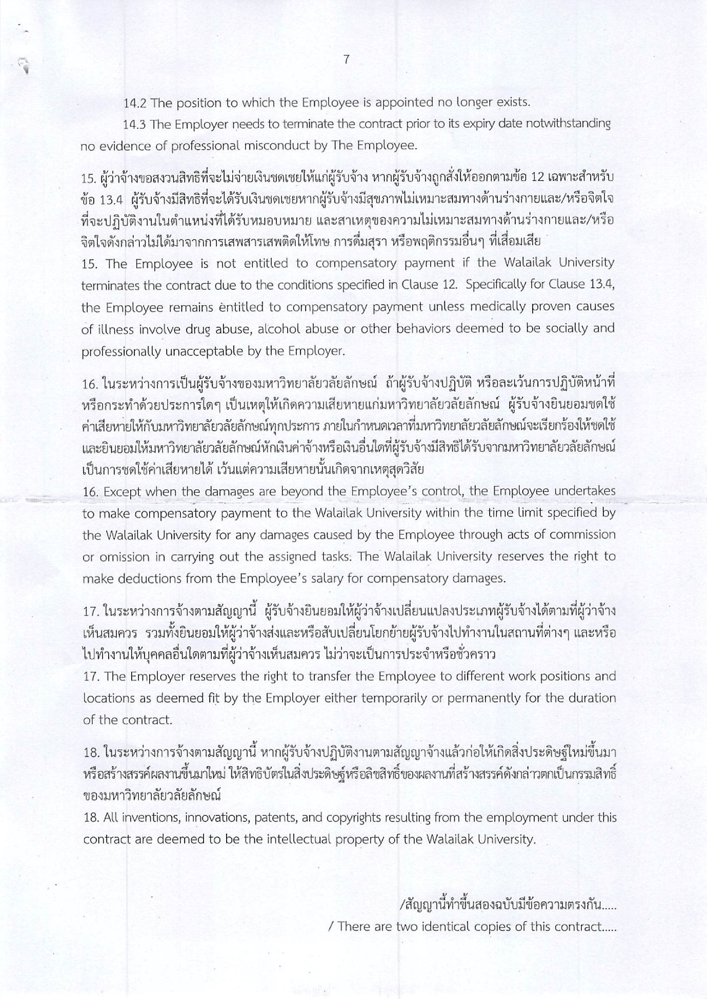 7
14.2 The position to which the Employee is appointed no longer exists.
14.3 The Employer needs to terminate the contract prior to its expiry date notwithstanding
no evidence of professional misconduct by The Employee.
15. ผู้ว่าจ้างขอสงวนสิทธิที่จะไม่จ่ายเงินชดเชยให้แก่ผู้รับจ้าง หากผู้รับจ้างถูกสั่งให้ออกตามข้อ 12 เฉพาะสำหรับ
ข้อ 13.4 ผู้รับจ้างมีสิทธิที่จะได้รับเงินชดเชยหากผู้รับจ้างมีสุขภาพไม่เหมาะสมทางด้านร่างกายและ/หรือจิตใจ
ที่จะปฏิบัติงานในตำแหน่งที่ได้รับหมอบหมาย และสาเหตุของความไม่เหมาะสมทางด้านร่างกายและ/หรือ
จิตใจดังกล่าวไม่ได้มาจากการเสพสารเสพติดให้โทษ การดื่มสุรา หรือพฤติกรรมอื่นๆ ที่เสื่อมเสีย
15. The Employee is not entitled to compensatory payment if the Walailak University
terminates the contract due to the conditions specified in Clause 12. Specifically for Clause 13.4,
the Employee remains entitled to compensatory payment unless medically proven causes
of illness involve drug abuse, alcohol abuse or other behaviors deemed to be socially and
professionally unacceptable by the Employer.
16. ในระหว่างการเป็นผู้รับจ้างของมหาวิทยาลัยวลัยลักษณ์ ถ้าผู้รับจ้างปฏิบัติ หรือละเว้นการปฏิบัติหน้าที่
หรือกระทำด้วยประการใดๆ เป็นเหตุให้เกิดความเสียหายแก่มหาวิทยาลัยวลัยลักษณ์ ผู้รับจ้างยินยอมชดใช้
ค่าเสียหายให้กับมหาวิทยาลัยวลัยลักษณ์ทุกประการ ภายในกำหนดเวลาที่มหาวิทยาลัยวลัยลักษณ์จะเรียกร้องให้ชดใช้
และยินยอมให้มหาวิทยาลัยวลัยลักษณ์หักเงินค่าจ้างหรือเงินอื่นใดที่ผู้รับจ้างมีสิทธิได้รับจากมหาวิทยาลัยวลัยลักษณ์
เป็นการชดใช้ค่าเสียหายได้ เว้นแต่ความเสียหายนั้นเกิดจากเหตุสุดวิสัย
16. Except when the damages are beyond the Employee's control, the Employee undertakes
to make compensatory payment to the Walailak University within the time limit specified by
the Walailak University for any damages caused by the Employee through acts of commission
or omission in carrying out the assigned tasks. The Walailak University reserves the right to
make deductions from the Employee's salary for compensatory damages.
17. ในระหว่างการจ้างตามสัญญานี้ ผู้รับจ้างยินยอมให้ผู้ว่าจ้างเปลี่ยนแปลงประเภทผู้รับจ้างได้ตามที่ผู้ว่าจ้าง
เห็นสมควร รวมทั้งยินยอมให้ผู้ว่าจ้างส่งและหรือสับเปลี่ยนโยกย้ายผู้รับจ้างไปทำงานในสถานที่ต่างๆ และหรือ
ไปทำงานให้บุคคลอื่นใดตามที่ผู้ว่าจ้างเห็นสมควร ไม่ว่าจะเป็นการประจำหรือชั่วคราว
17. The Employer reserves the right to transfer the Employee to different work positions and
locations as deemed fit by the Employer either temporarily or permanently for the duration
of the contract.
18. ในระหว่างการจ้างตามสัญญานี้ หากผู้รับจ้างปฏิบัติงานตามสัญญาจ้างแล้วก่อให้เกิดสิ่งประดิษฐ์ใหม่ขึ้นมา
หรือสร้างสรรค์ผลงานขึ้นมาใหม่ ให้สิทธิบัตรในสิ่งประดิษฐ์หรือลิขสิทธิ์ของผลงานที่สร้างสรรค์ดังกล่าวตกเป็นกรรมสิทธิ์
ของมหาวิทยาลัยวลัยลักษณ์
18. All inventions, innovations, patents, and copyrights resulting from the employment under this
contract are deemed to be the intellectual property of the Walailak University.
/สัญญานี้ทำขึ้นสองฉบับมีข้อความตรงกัน.....
/ There are two identical copies of this contract.....